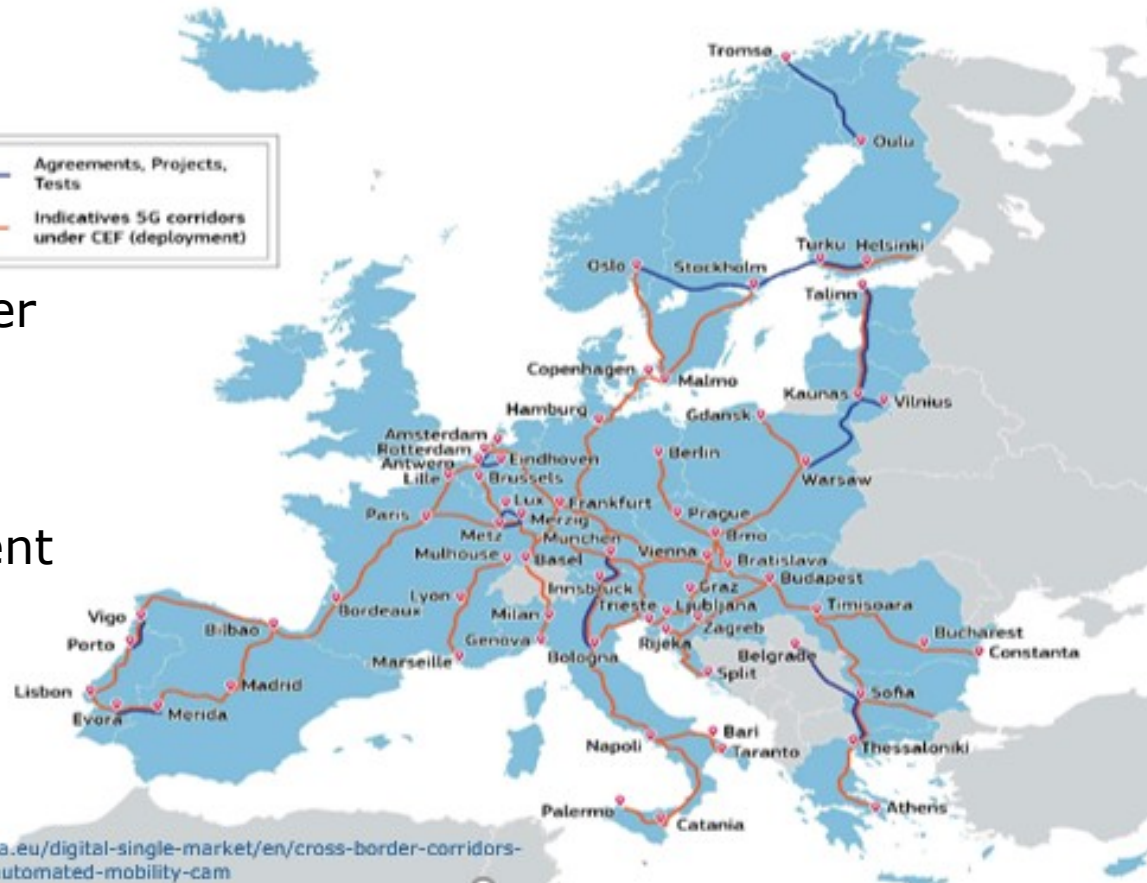 Tromsø
Oulu
Agreements, Projects,
Tests
Indicatives 5G corridors
under CEF (deployment)
Turku Helsinki
Oslo Stockholm
Talinn
er
Copenhagen
Malmo
Kaunas
Vilnius
Hamburg
Gdansk
Amsterdam
Rotterdam
Antwerp
Eindhoven
Berlin
Lille
Brussels
Warsaw
Lux
Frankfurt
Paris
Merzig
Prague
Metz
Brno
ent
Munchen
Vienna
Mulhouse
Basel
Bratislava
Innsbruck
Budapest
Graz
Lyon
Bordeaux
Trieste
Ljubljana
Timisoara
Vigo
Milan
Bilbao
Zagreb
Bucharest
Porto
Genova
Rijeka
Constanta
Marseille
Bologna
Belgrade
Split
Lisbon
Madrid
Sofia
Evora
Merida
Bari
Napoli
Taranto
Thessaloniki
Palermo
Catania
Athens
a.eu/digital-single-market/en/cross-border-corridors-
automated-mobility-cam